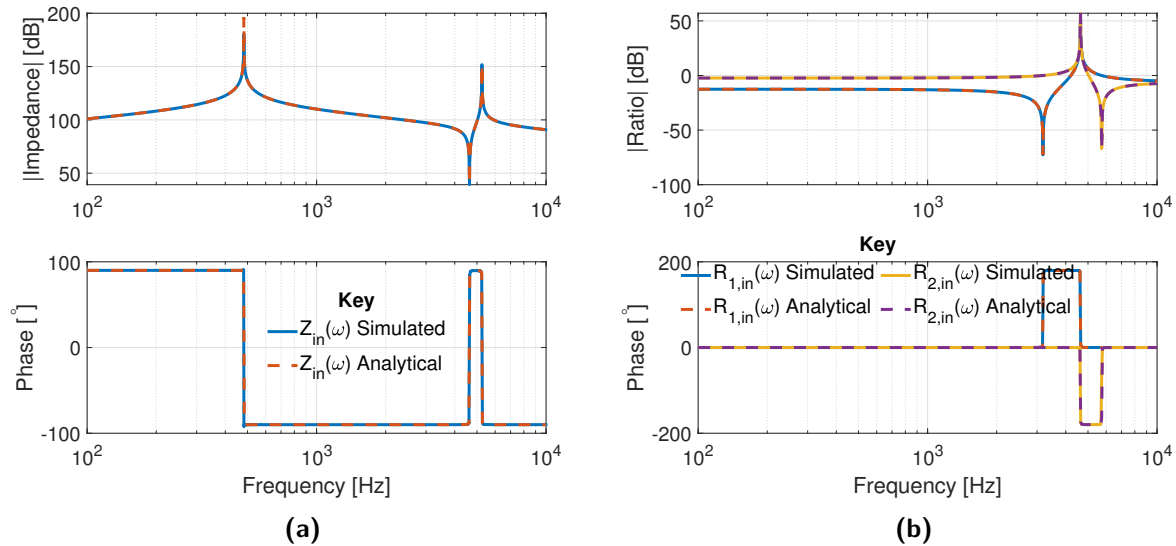 200
150
100
50
|Impedance| [dB]
10^2
10^3
10^4
100
0
-100
Phase [°]
Key
Z_in(ω) Simulated
Z_in(ω) Analytical
10^2
10^3
10^4
Frequency [Hz]
(a)
50
0
-50
-100
|Ratio| [dB]
10^2
10^3
10^4
Key
R_1,in(ω) Simulated
R_2,in(ω) Simulated
R_1,in(ω) Analytical
R_2,in(ω) Analytical
200
0
-200
Phase [°]
10^2
10^3
10^4
Frequency [Hz]
(b)